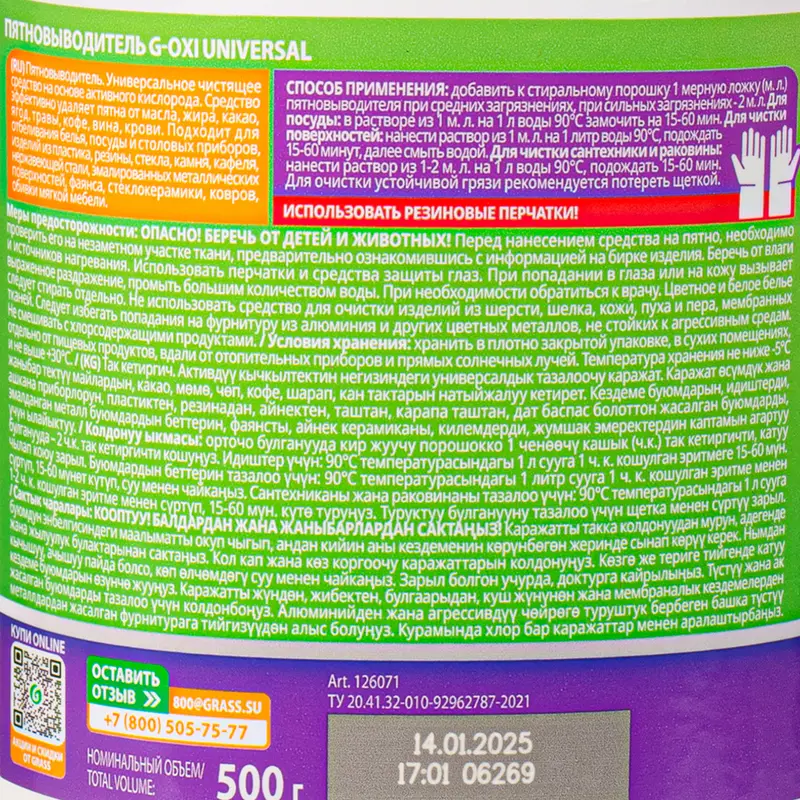 ПЯТНОВЫВОДИТЕЛЬ G-OXI UNIVERSAL
(RU) Пятновыводитель. Универсальное чистящее
средство на основе активного кислорода. Средство
эффективно удаляет пятна от масла, жира, какао,
ягод, травы, кофе, вина, крови. Подходит для
отбеливания белья, посуды и столовых приборов,
изделий из пластика, резины, стекла, камня, кафеля,
нержавеющей стали, эмалированных металлических
поверхностей, фаянса, стеклокерамики, ковров,
обивки мягкой мебели.
СПОСОБ ПРИМЕНЕНИЯ: добавить к стиральному порошку 1 мерную ложку (м. л.)
пятновыводителя при средних загрязнениях, при сильных загрязнениях - 2 м. л. Для
посуды: в растворе из 1 м. л. на 1 л воды 90°С замочить на 15-60 мин. Для чистки
поверхностей: нанести раствор из 1 м. л. на 1 литр воды 90°С, подождать
15-60 минут, далее смыть водой. Для чистки сантехники и раковины:
нанести раствор из 1-2 м. л. на 1 л воды 90°С, подождать 15-60 мин.
Для очистки устойчивой грязи рекомендуется потереть щеткой.
ИСПОЛЬЗОВАТЬ РЕЗИНОВЫЕ ПЕРЧАТКИ!
Меры предосторожности: ОПАСНО! БЕРЕЧЬ ОТ ДЕТЕЙ И ЖИВОТНЫХ! Перед нанесением средства на пятно, необходимо
проверить его на незаметном участке ткани, предварительно ознакомившись с информацией на бирке изделия. Беречь от влаги
и источников нагревания. Использовать перчатки и средства защиты глаз. При попадании в глаза или на кожу вызывает
выраженное раздражение, промыть большим количеством воды. При необходимости обратиться к врачу. Цветное и белое белье
следует стирать отдельно. Не использовать средство для очистки изделий из шерсти, шелка, кожи, пуха и пера, мембранных
тканей. Следует избегать попадания на фурнитуру из алюминия и других цветных металлов, не стойких к агрессивным средам.
Не смешивать с хлорсодержащими продуктами. / Условия хранения: хранить в плотно закрытой упаковке, в сухих помещениях,
отдельно от пищевых продуктов, вдали от отопительных приборов и прямых солнечных лучей. Температура хранения не ниже -5°С
и не выше +30°С. / (KG) Так кетиргич. Активдүү кычкылтектин негизиндеги универсалдык тазалоочу каражат. Каражат өсүмдүк жана
жаныбар тектүү майлардын, какао, мөмө, чөп, кофе, шарап, кан тактарын натыйжалуу кетирет. Кездеме буюмдарын, идиштерди,
ашкана приборлорун, пластиктен, резинадан, айнектен, таштан, карапа таштан, дат баспас болоттон жасалган буюмдарды,
эмалданган металл буюмдардын беттерин, фаянсты, айнек керамиканы, килемдерди, жумшак эмеректердин каптамын агартуу
үчүн ылайыктуу. / Колдонуу ыкмасы: орточо булганууда кир жуучу порошокко 1 ченөөчү кашык (ч.к.) так кетиргичти, катуу
булганууда – 2 ч.к. так кетиргичти кошуңуз. Идиштер үчүн: 90°С температурасындагы 1 л сууга 1 ч. к. кошулган эритмеге 15-60 мүн.
чылап коюу зарыл. Буюмдардын беттерин тазалоо үчүн: 90°С температурасындагы 1 литр сууга 1 ч. к. кошулган эритме менен
сүртүп, 15-60 мүнөт күтүп, суу менен чайкаңыз. Сантехниканы жана раковинаны тазалоо үчүн: 90°С температурасындагы 1 л сууга
1-2 ч. к. кошулган эритме менен сүртүп, 15-60 мү. күтө туруңуз. Туруктуу булганууну тазалоо үчүн щетка менен сүртүү зарыл.
/ Сактык чаралары: КООПТУУ! БАЛДАРДАН ЖАНА ЖАНЫБАРЛАРДАН САКТАҢЫЗ! Каражатты такка колдонуудан мурун, адегенде
буюмдун энбелгисиндеги маалыматты окуп чыгып, андан кийин аны кездеменин көрүнбөгөн жеринде сынап көрүү керек. Нымдан
жана жылуулук булактарынан сактаңыз. Кол кап жана көз коргоочу каражаттарын колдонуңуз. Көзгө же териге тийгенде катуу
кычышуу, ачышуу пайда болсо, көп өлчөмдөгү суу менен чайкаңыз. Зарыл болгон учурда, доктурга кайрылыңыз. Түстүү жана ак
кездеме буюмдарын өзүнчө жууңуз. Каражатты жүндөн, жибектен, булгаарыдан, куш жүнүнөн жана мембраналык кездемелерден
жасалган буюмдарды тазалоо үчүн колдонбоңуз. Алюминийден жана агрессивдүү чөйрөгө туруштук бербеген башка түстүү
металлдардан жасалган фурнитурага тийгизүүдөн алыс болуңуз. Курамында хлор бар каражаттар менен аралаштырбаңыз.
КУПИ ONLINE
АКЦИИ И СКИДКИ
ОТ GRASS
ОСТАВИТЬ
ОТЗЫВ
800@GRASS.SU
+7 (800) 505-75-77
НОМИНАЛЬНЫЙ ОБЪЕМ/
TOTAL VOLUME:
500 г
Art. 126071
ТУ 20.41.32-010-92962787-2021
14.01.2025
17:01 06269